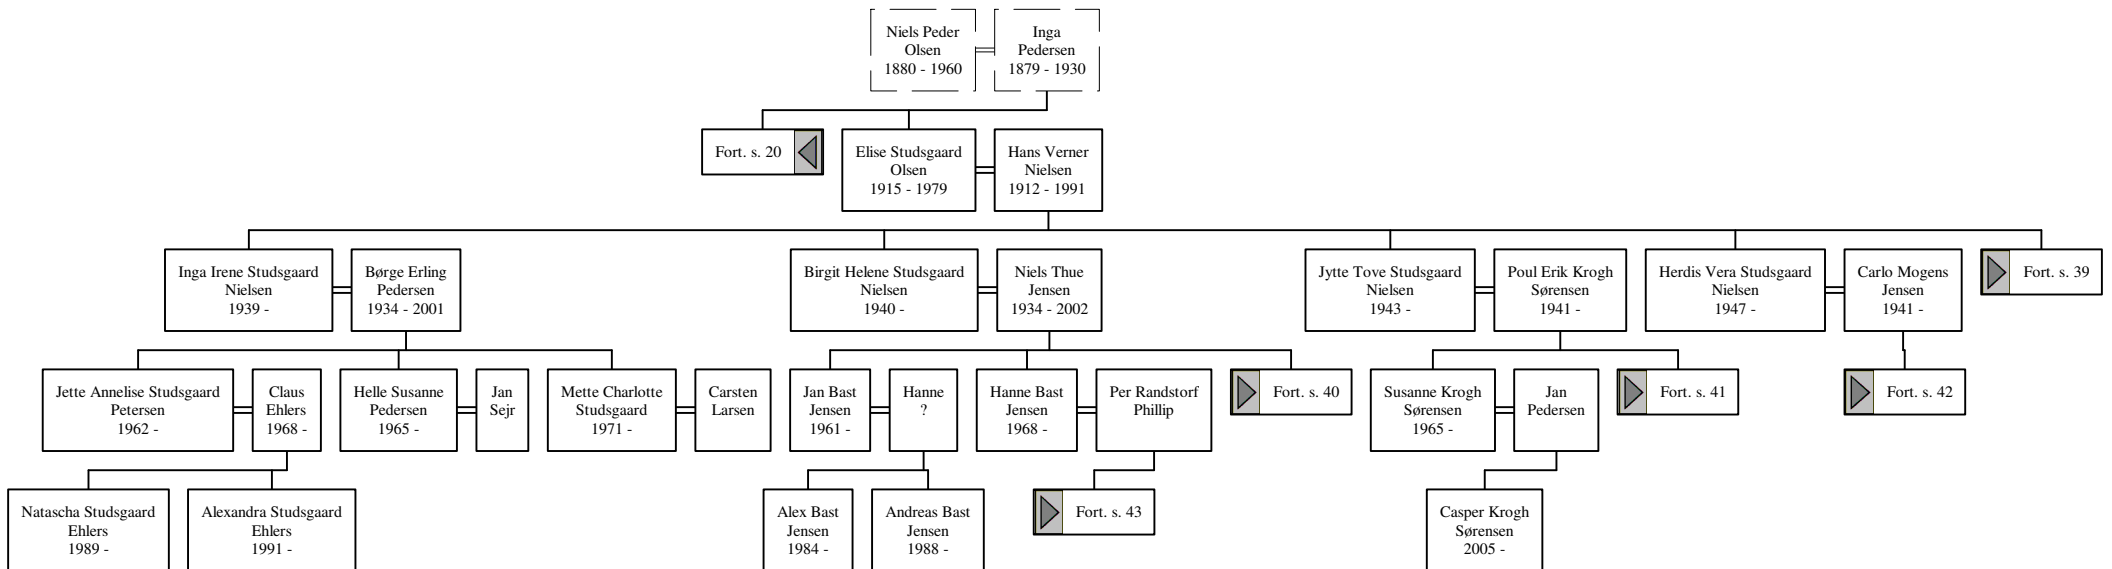 Niels Peder
Olsen
1880 - 1960
Inga
Pedersen
1879 - 1930
Fort. s. 20
Elise Studsgaard
Olsen
1915 - 1979
Hans Verner
Nielsen
1912 - 1991
Inga Irene Studsgaard
Nielsen
1939 -
Børge Erling
Pedersen
1934 - 2001
Birgit Helene Studsgaard
Nielsen
1940 -
Niels Thue
Jensen
1934 - 2002
Jytte Tove Studsgaard
Nielsen
1943 -
Poul Erik Krogh
Sørensen
1941 -
Herdis Vera Studsgaard
Nielsen
1947 -
Carlo Mogens
Jensen
1941 -
Fort. s. 39
Jette Annelise Studsgaard
Petersen
1962 -
Claus
Ehlers
1968 -
Helle Susanne
Pedersen
1965 -
Jan
Sejr
Mette Charlotte
Studsgaard
1971 -
Carsten
Larsen
Jan Bast
Jensen
1961 -
Hanne
?
Hanne Bast
Jensen
1968 -
Per Randstorf
Phillip
Fort. s. 40
Susanne Krogh
Sørensen
1965 -
Jan
Pedersen
Fort. s. 41
Fort. s. 42
Natascha Studsgaard
Ehlers
1989 -
Alexandra Studsgaard
Ehlers
1991 -
Alex Bast
Jensen
1984 -
Andreas Bast
Jensen
1988 -
Fort. s. 43
Casper Krogh
Sørensen
2005 -